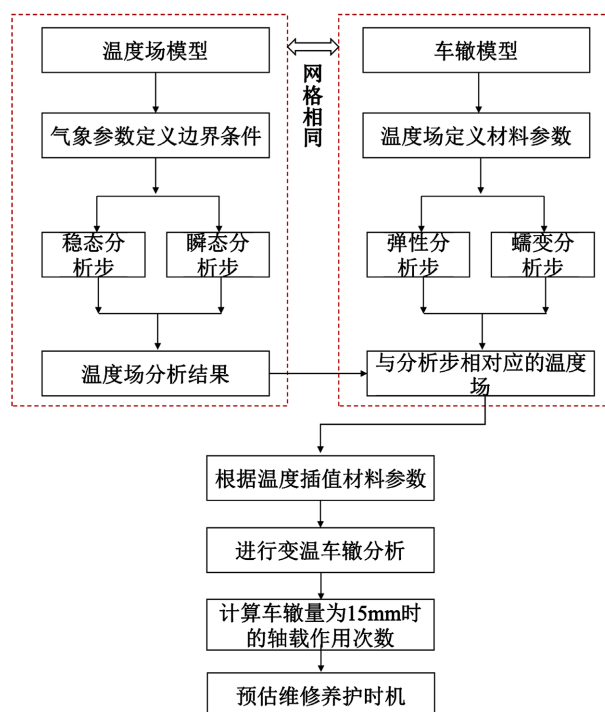 温度场模型
气象参数定义边界条件
稳态分
析步
瞬态分
析步
温度场分析结果
网
格
相
同
车辙模型
温度场定义材料参数
弹性分
析步
蠕变分
析步
与分析步相对应的温度
场
根据温度插值材料参数
进行变温车辙分析
计算车辙量为15mm时
的轴载作用次数
预估维修养护时机